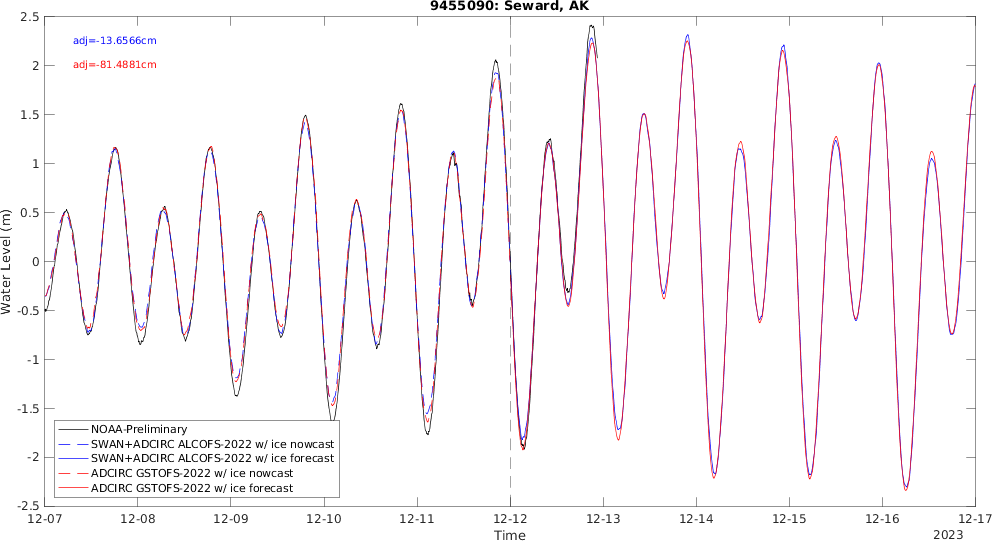 9455090: Seward, AK
adj=-13.6566cm
adj=-81.4881cm
2.5
2
1.5
1
0.5
0
-0.5
-1
-1.5
-2
-2.5
Water Level (m)
NOAA-Preliminary
SWAN+ADCIRC ALCOFS-2022 w/ ice nowcast
SWAN+ADCIRC ALCOFS-2022 w/ ice forecast
ADCIRC GSTOFS-2022 w/ ice nowcast
ADCIRC GSTOFS-2022 w/ ice forecast
12-07 12-08 12-09 12-10 12-11 12-12 12-13 12-14 12-15 12-16 12-17
Time
2023